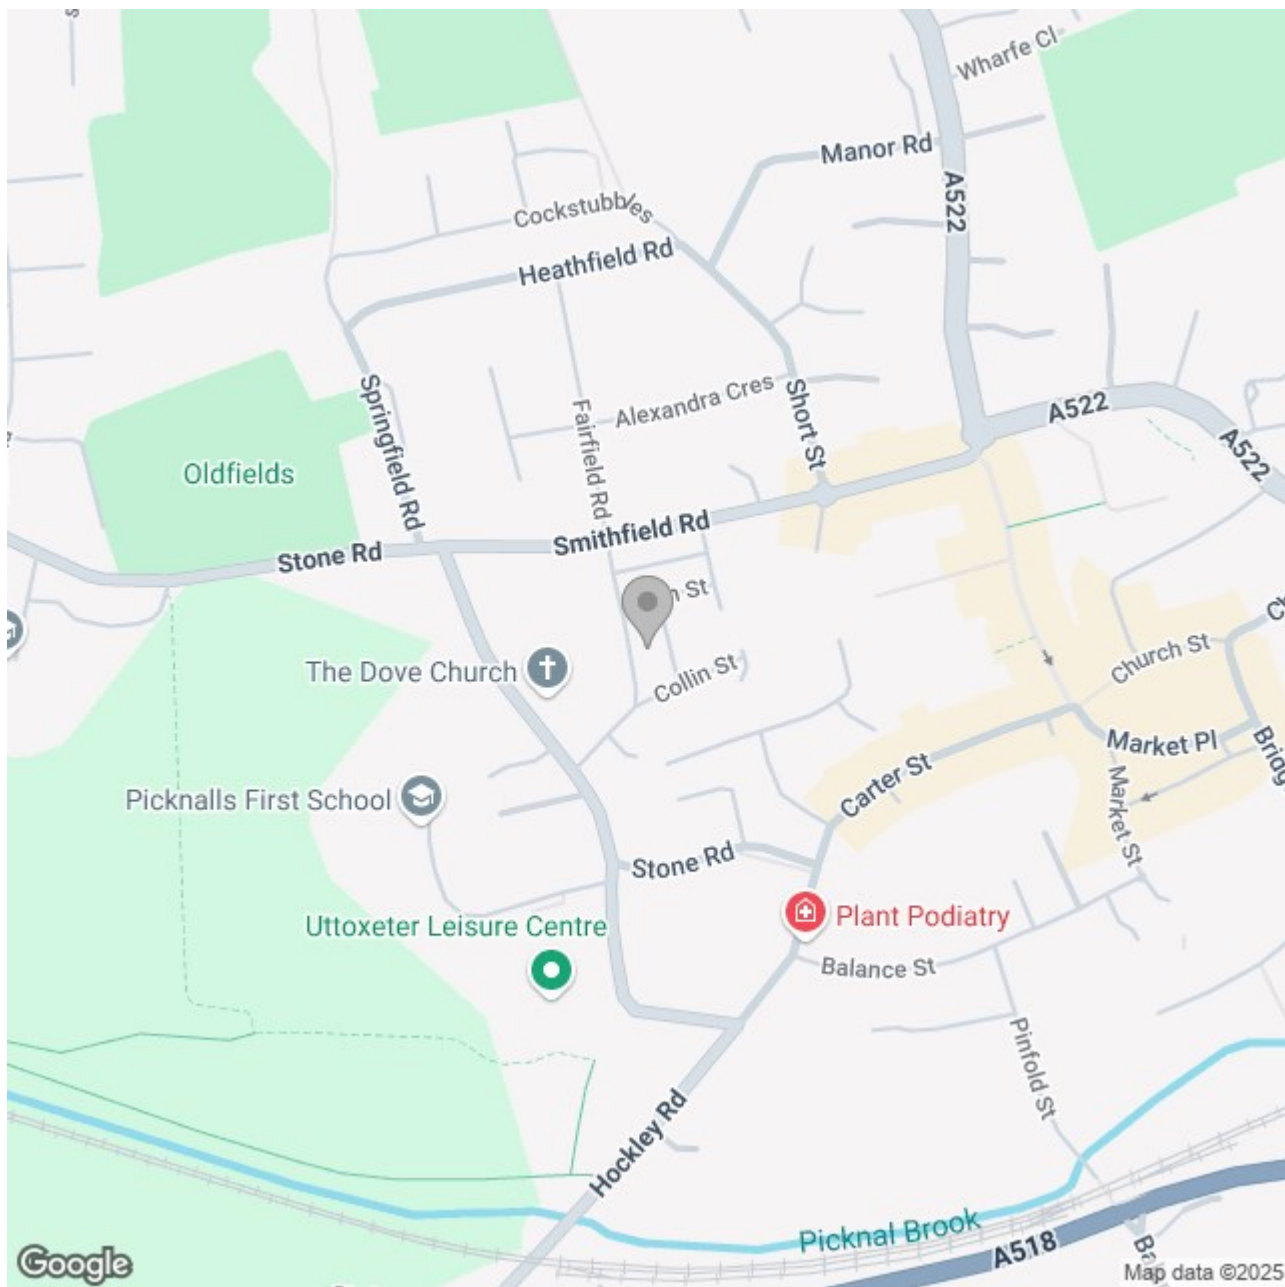 Wharfe Cl
Manor Rd
A522
Cockstubbles
Heathfield Rd
Springfield Rd
Fairfield Rd
Alexandra Cres
Short St
A522
A522
Oldfields
Smithfield Rd
Stone Rd
St
The Dove Church
Collin St
Church St
Market Pl
Carter St
Market St
Picknalls First School
Stone Rd
Uttoxeter Leisure Centre
Plant Podiatry
Balance St
Pinfold St
Hockley Rd
Picknal Brook
A518
Google
Map data ©2025